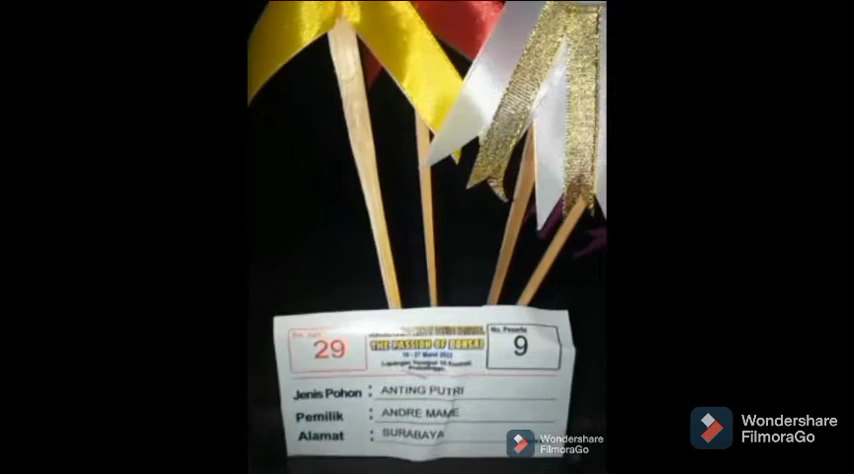 29
THE PASSION OF BONSAI
No. Peserta
9
Jenis Pohon : ANTING PUTRI
Pemilik : ANDRE MAME
Alamat : SURABAYA
Wondershare
FilmoraGo
Wondershare
FilmoraGo